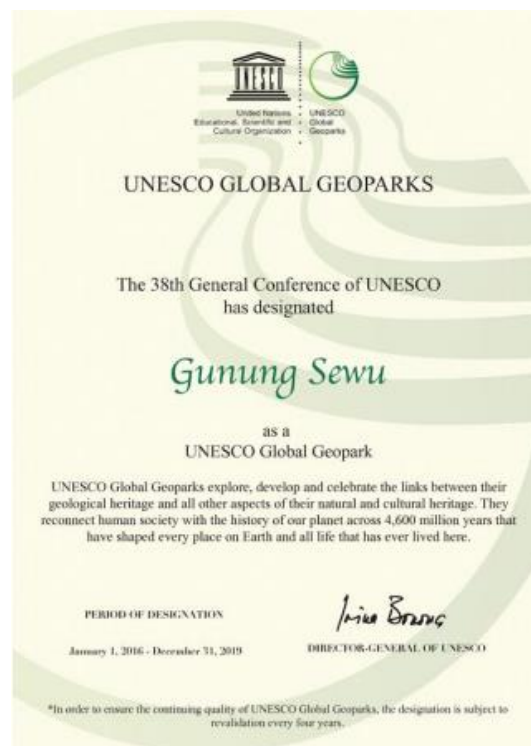 UNESCO
United Nations
Educational, Scientific and
Cultural Organization
UNESCO
Global
Geoparks
UNESCO GLOBAL GEOPARKS
The 38th General Conference of UNESCO
has designated
Gunung Sewu
as a
UNESCO Global Geopark
UNESCO Global Geoparks explore, develop and celebrate the links between their
geological heritage and all other aspects of their natural and cultural heritage. They
reconnect human society with the history of our planet across 4,600 million years that
have shaped every place on Earth and all life that has ever lived here.
PERIOD OF DESIGNATION
January 1, 2016 - December 31, 2019
Irina Bokova
DIRECTOR-GENERAL OF UNESCO
*In order to ensure the continuing quality of UNESCO Global Geoparks, the designation is subject to
revalidation every four years.